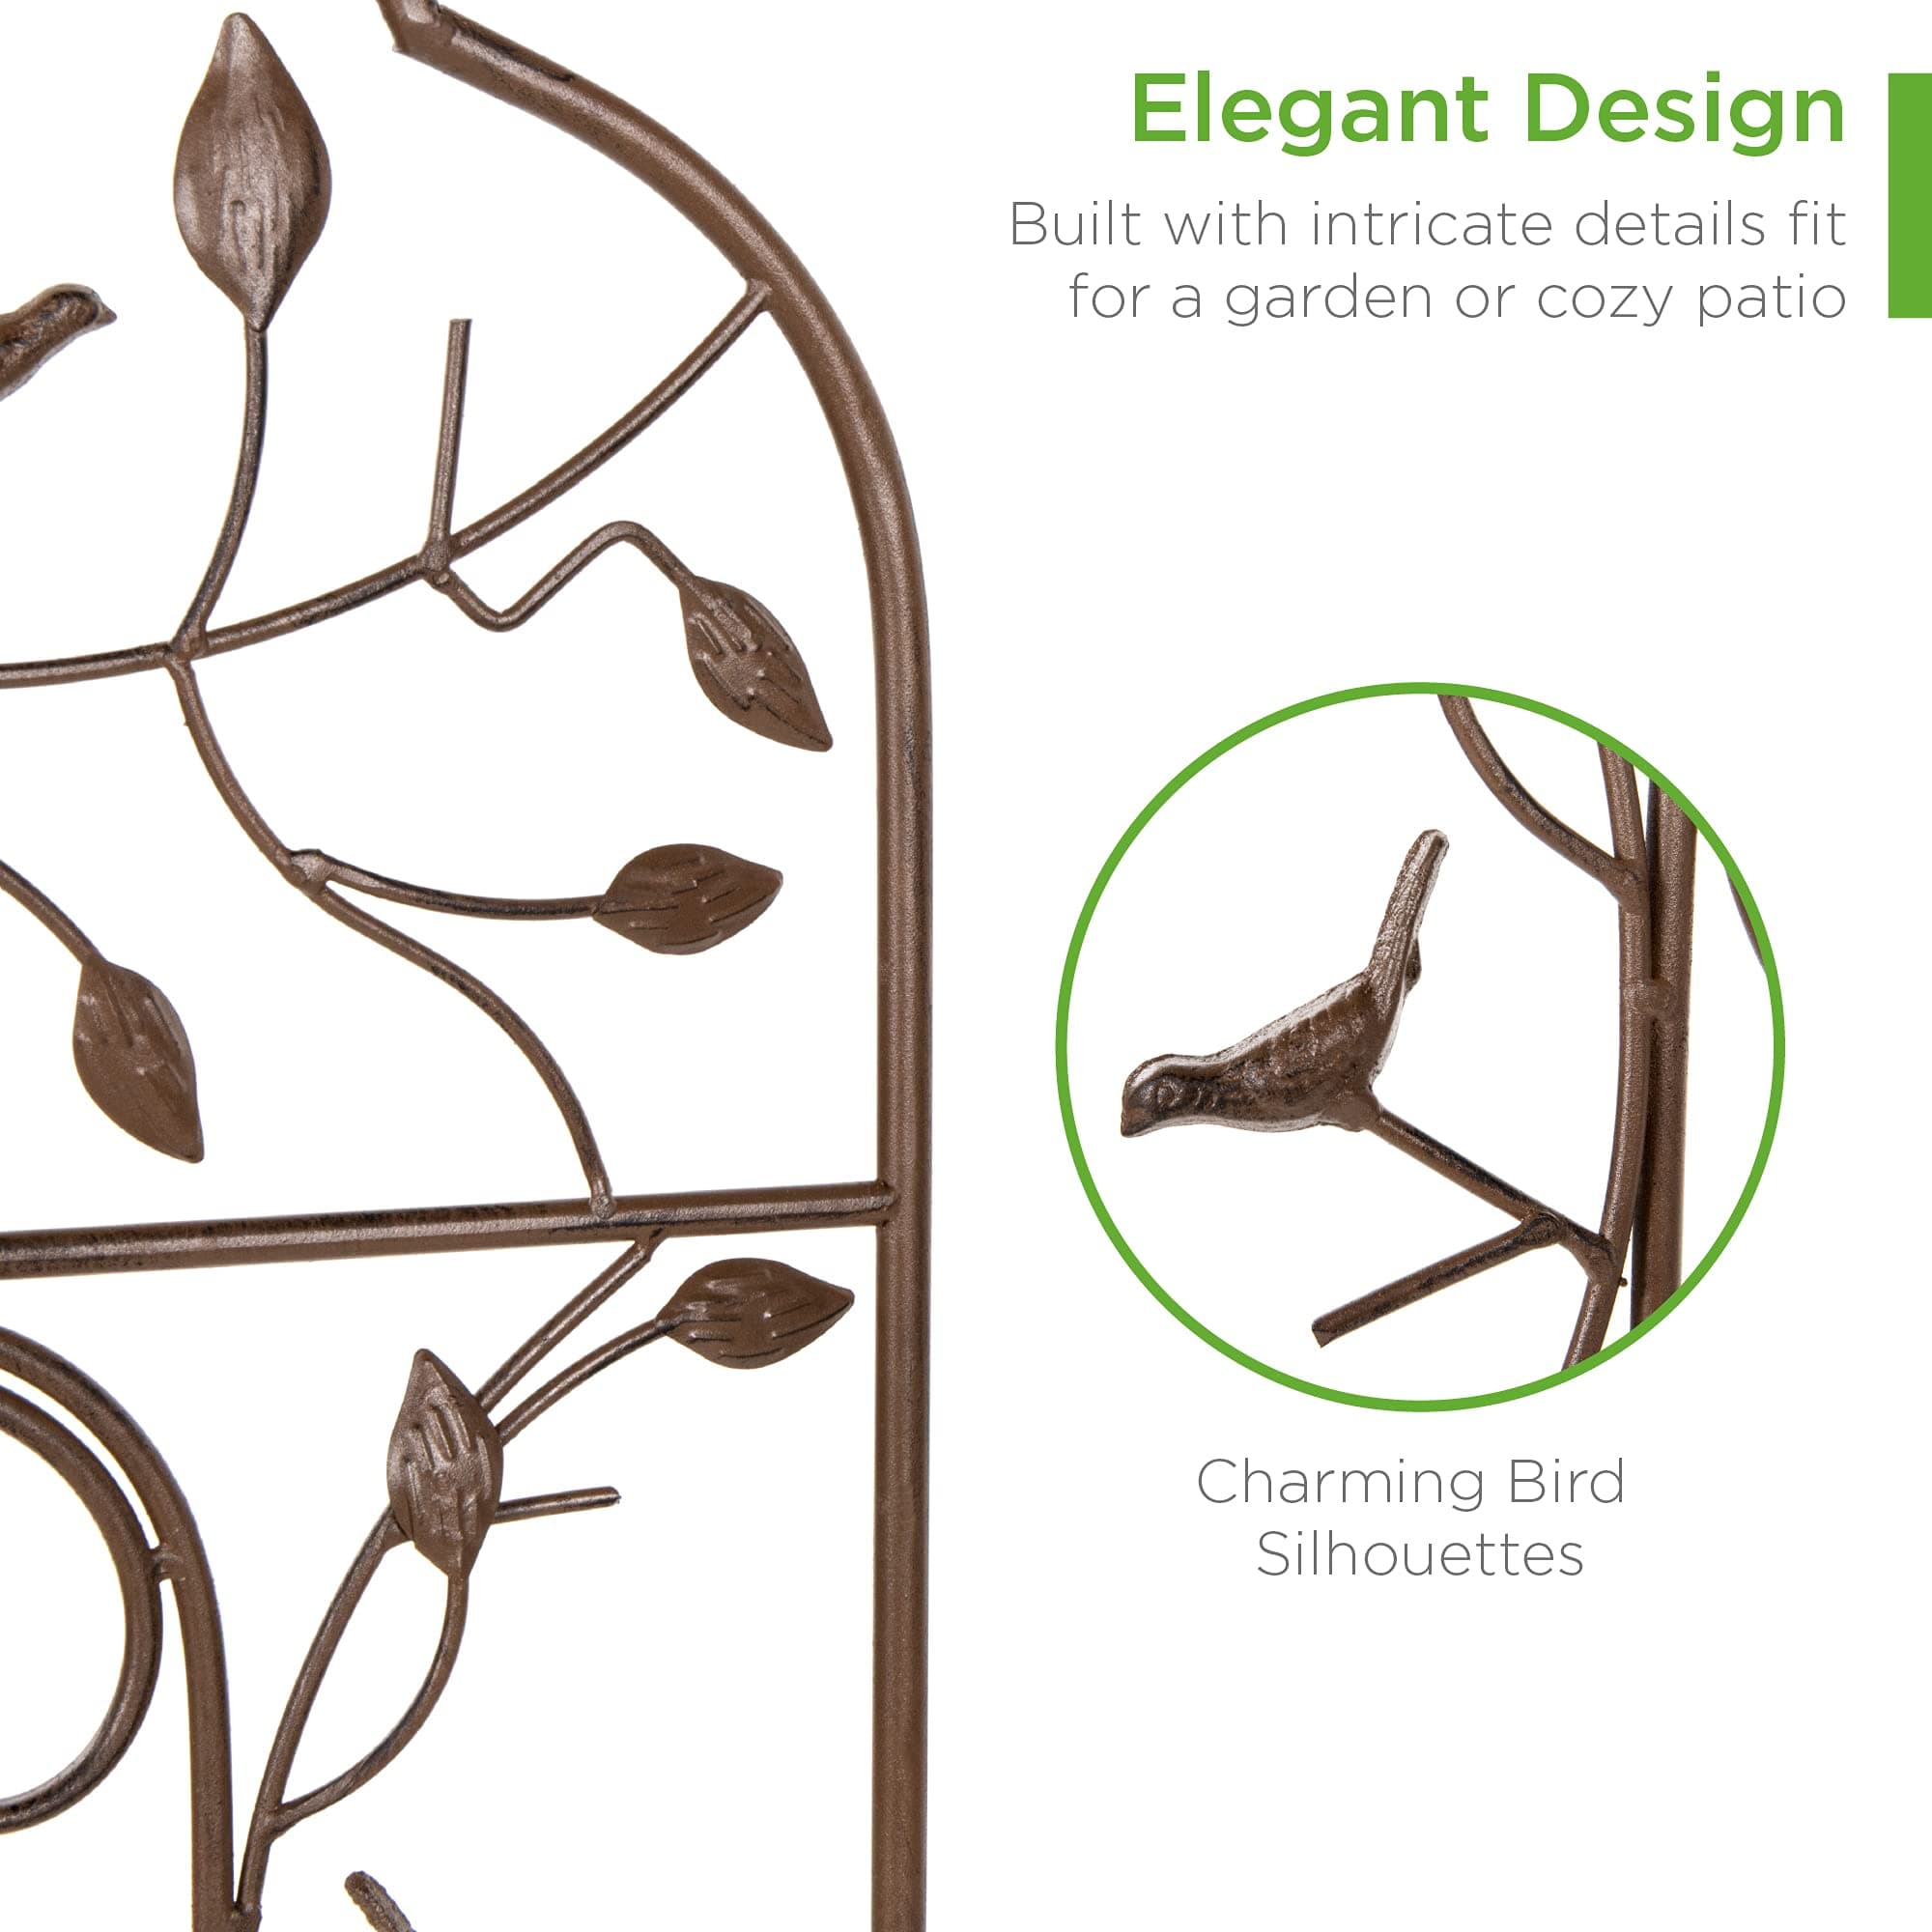 Elegant Design
Built with intricate details fit
for a garden or cozy patio
Charming Bird
Silhouettes